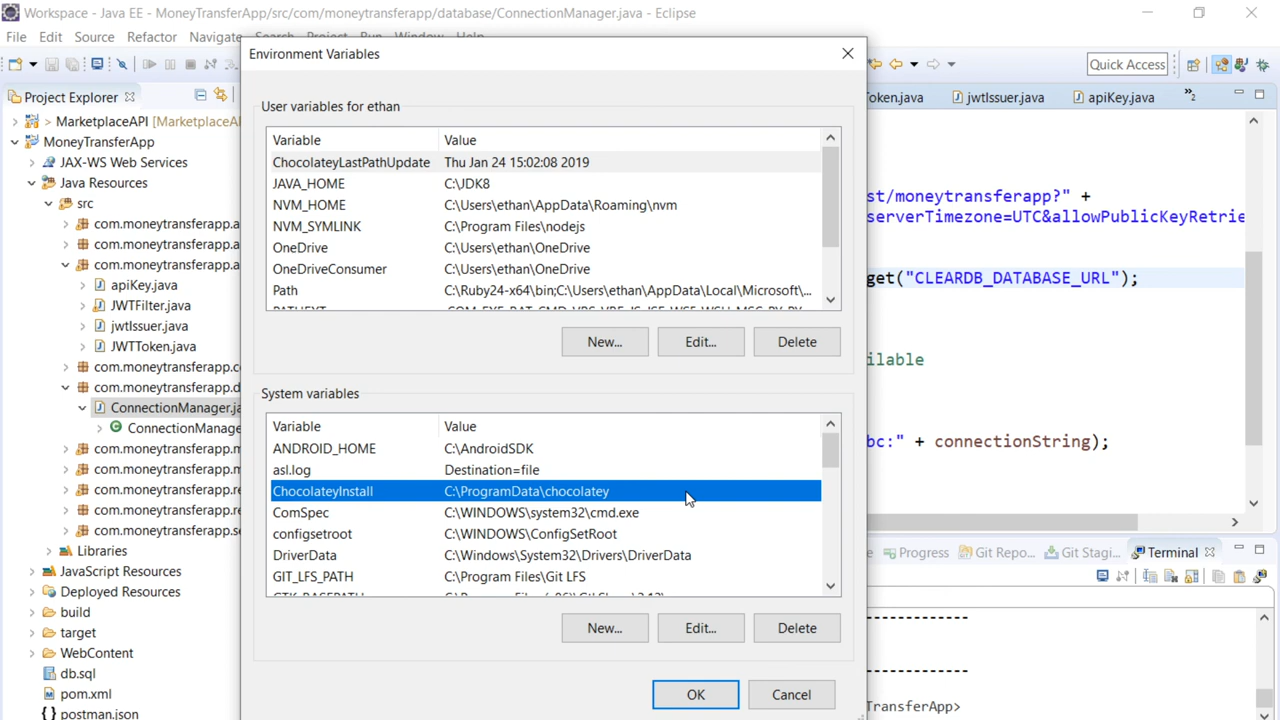 Workspace - Java EE - MoneyTransferApp/src/com/moneytransferapp/database/ConnectionManager.java - Eclipse
File Edit Source Refactor Navigate Search Project Run Window Help
Quick Access
Project Explorer
MarketplaceAPI [MarketplaceAI
MoneyTransferApp
JAX-WS Web Services
Java Resources
src
com.moneytransferapp.a
com.moneytransferapp.a
com.moneytransferapp.a
apiKey.java
JWTFilter.java
jwtIssuer.java
JWTToken.java
com.moneytransferapp.c
com.moneytransferapp.d
ConnectionManager.ja
ConnectionManage
com.moneytransferapp.m
com.moneytransferapp.m
com.moneytransferapp.re
com.moneytransferapp.re
com.moneytransferapp.se
Libraries
JavaScript Resources
Deployed Resources
build
target
WebContent
db.sql
pom.xml
postman.json
Environment Variables
User variables for ethan
Variable Value
ChocolateyLastPathUpdate Thu Jan 24 15:02:08 2019
JAVA_HOME C:\JDK8
NVM_HOME C:\Users\ethan\AppData\Roaming\nvm
NVM_SYMLINK C:\Program Files\nodejs
OneDrive C:\Users\ethan\OneDrive
OneDriveConsumer C:\Users\ethan\OneDrive
Path C:\Ruby24-x64\bin;C:\Users\ethan\AppData\Local\Microsoft\...
New... Edit... Delete
System variables
Variable Value
ANDROID_HOME C:\AndroidSDK
asl.log Destination=file
ChocolateyInstall C:\ProgramData\chocolatey
ComSpec C:\WINDOWS\system32\cmd.exe
configsetroot C:\WINDOWS\ConfigSetRoot
DriverData C:\Windows\System32\Drivers\DriverData
GIT_LFS_PATH C:\Program Files\Git LFS
New... Edit... Delete
OK Cancel
oken.java jwtIssuer.java apiKey.java »2
st/moneytransferapp?" +
serverTimezone=UTC&allowPublicKeyRetrie
get("CLEARDB_DATABASE_URL");
ilable
bc:" + connectionString);
e Progress Git Repo... Git Stagi... Terminal
-------------
-------------
TransferApp>